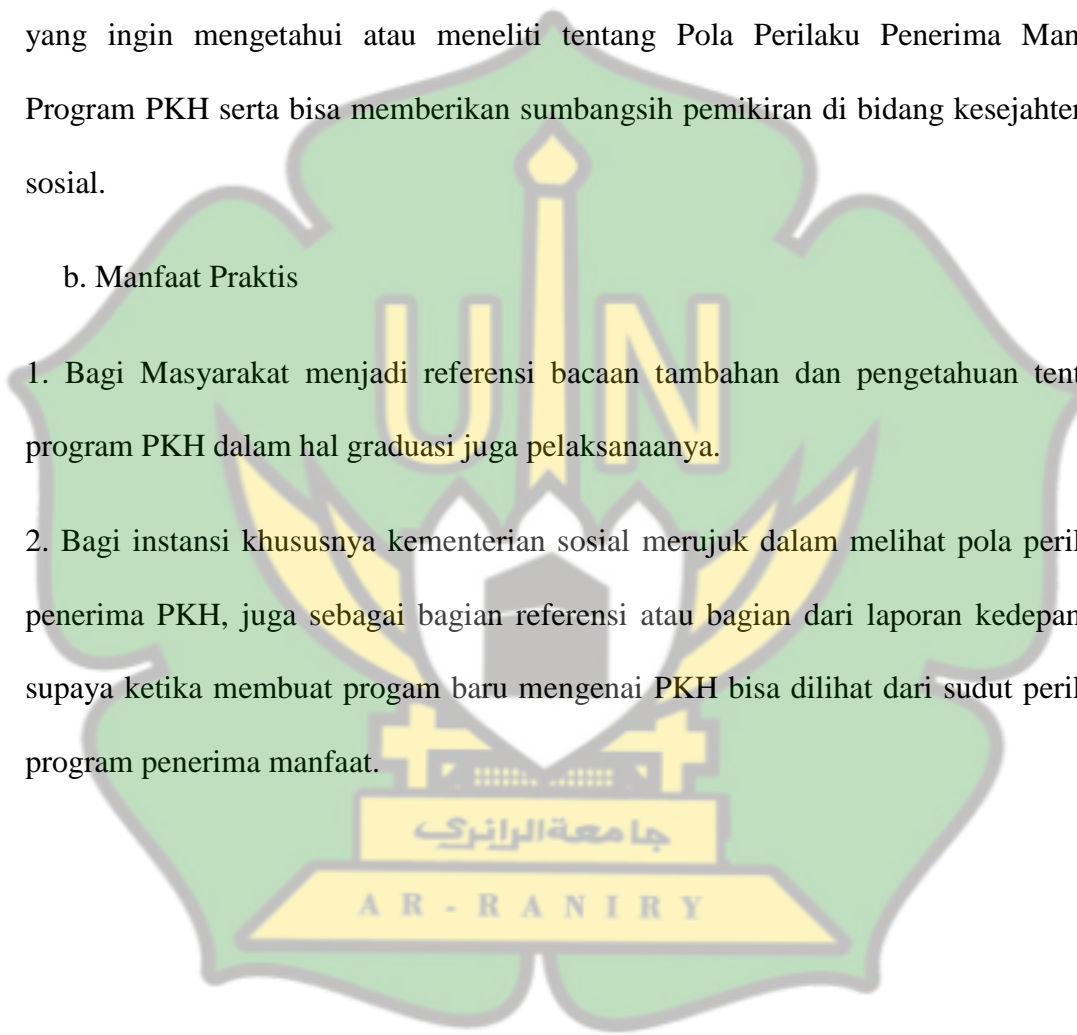 yang ingin mengetahui atau meneliti tentang Pola Perilaku Penerima Man
Program PKH serta bisa memberikan sumbangsih pemikiran di bidang kesejahter
sosial.
b. Manfaat Praktis
1. Bagi Masyarakat menjadi referensi bacaan tambahan dan pengetahuan tent
program PKH dalam hal graduasi juga pelaksanaanya.
2. Bagi instansi khususnya kementerian sosial merujuk dalam melihat pola peril
penerima PKH, juga sebagai bagian referensi atau bagian dari laporan kedepan
supaya ketika membuat progam baru mengenai PKH bisa dilihat dari sudut peril
program penerima manfaat.
UIN
جامعة الرانري
AR-RANIRY